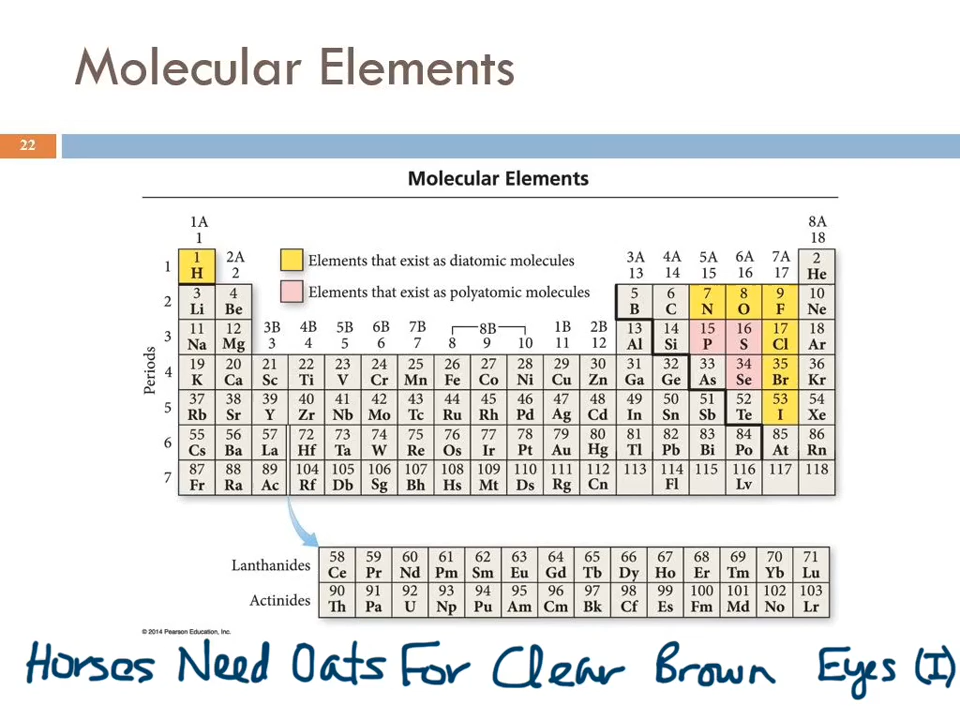 Molecular Elements
22
Molecular Elements
1A 8A
1 18
1 1 H 2A 2 Elements that exist as diatomic molecules 3A 13 4A 14 5A 15 6A 16 7A 17 2 He
Elements that exist as polyatomic molecules
2 3 Li 4 Be 5 B 6 C 7 N 8 O 9 F 10 Ne
3 11 Na 12 Mg 3B 3 4B 4 5B 5 6B 6 7B 7 8B 8 9 10 1B 11 2B 12 13 Al 14 Si 15 P 16 S 17 Cl 18 Ar
Periods
4 19 K 20 Ca 21 Sc 22 Ti 23 V 24 Cr 25 Mn 26 Fe 27 Co 28 Ni 29 Cu 30 Zn 31 Ga 32 Ge 33 As 34 Se 35 Br 36 Kr
5 37 Rb 38 Sr 39 Y 40 Zr 41 Nb 42 Mo 43 Tc 44 Ru 45 Rh 46 Pd 47 Ag 48 Cd 49 In 50 Sn 51 Sb 52 Te 53 I 54 Xe
6 55 Cs 56 Ba 57 La 72 Hf 73 Ta 74 W 75 Re 76 Os 77 Ir 78 Pt 79 Au 80 Hg 81 Tl 82 Pb 83 Bi 84 Po 85 At 86 Rn
7 87 Fr 88 Ra 89 Ac 104 Rf 105 Db 106 Sg 107 Bh 108 Hs 109 Mt 110 Ds 111 Rg 112 Cn 113 114 Fl 115 116 Lv 117 118
Lanthanides 58 Ce 59 Pr 60 Nd 61 Pm 62 Sm 63 Eu 64 Gd 65 Tb 66 Dy 67 Ho 68 Er 69 Tm 70 Yb 71 Lu
Actinides 90 Th 91 Pa 92 U 93 Np 94 Pu 95 Am 96 Cm 97 Bk 98 Cf 99 Es 100 Fm 101 Md 102 No 103 Lr
© 2014 Pearson Education, Inc.
Horses Need Oats For Clear Brown Eyes (I)